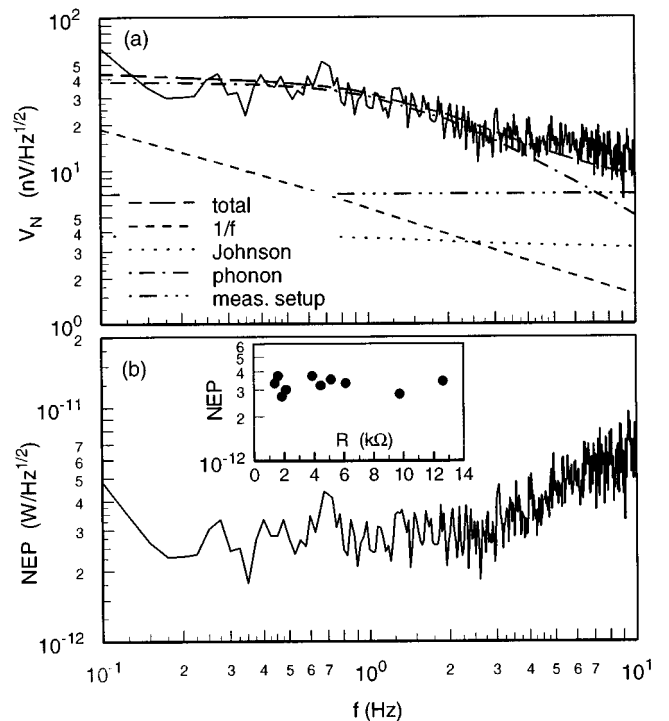 10²
(a)
5
4
3
2
10¹
V_N (nV/Hz^1/2)
7
5
4
3
2
10⁰
total
1/f
Johnson
phonon
meas. setup
2
(b)
10⁻¹¹
7
6
5
4
3
2
10⁻¹²
NEP (W/Hz^1/2)
6
5
4
3
2
10⁻¹²
NEP
R (kΩ)
0 2 4 6 8 10 12 14
10⁻¹ 2 3 4 5 6 7 10⁰ 2 3 4 5 6 7 10¹
f (Hz)